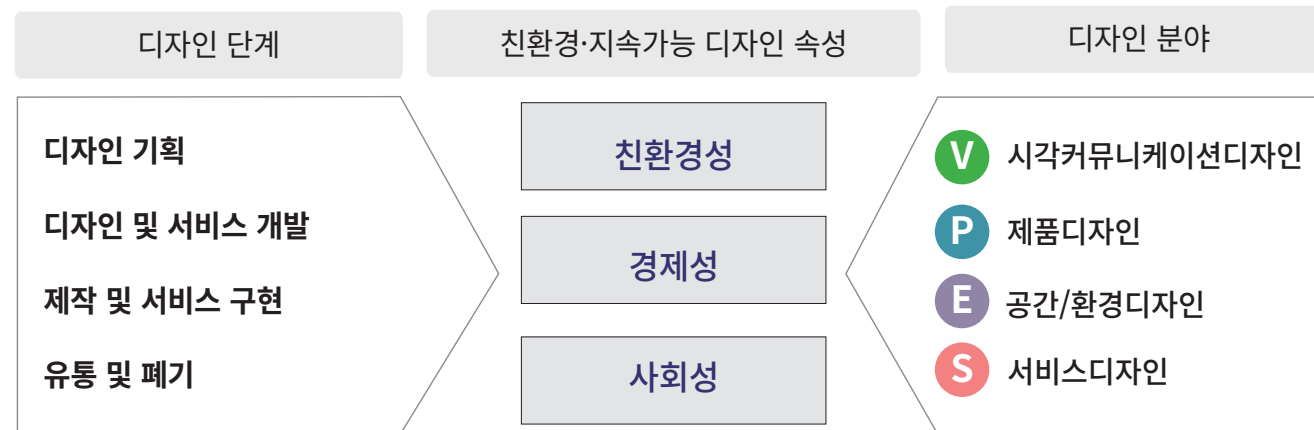 디자인 단계
친환경·지속가능 디자인 속성
디자인 분야
디자인 기획
디자인 및 서비스 개발
제작 및 서비스 구현
유통 및 폐기
친환경성
경제성
사회성
V 시각커뮤니케이션디자인
P 제품디자인
E 공간/환경디자인
S 서비스디자인